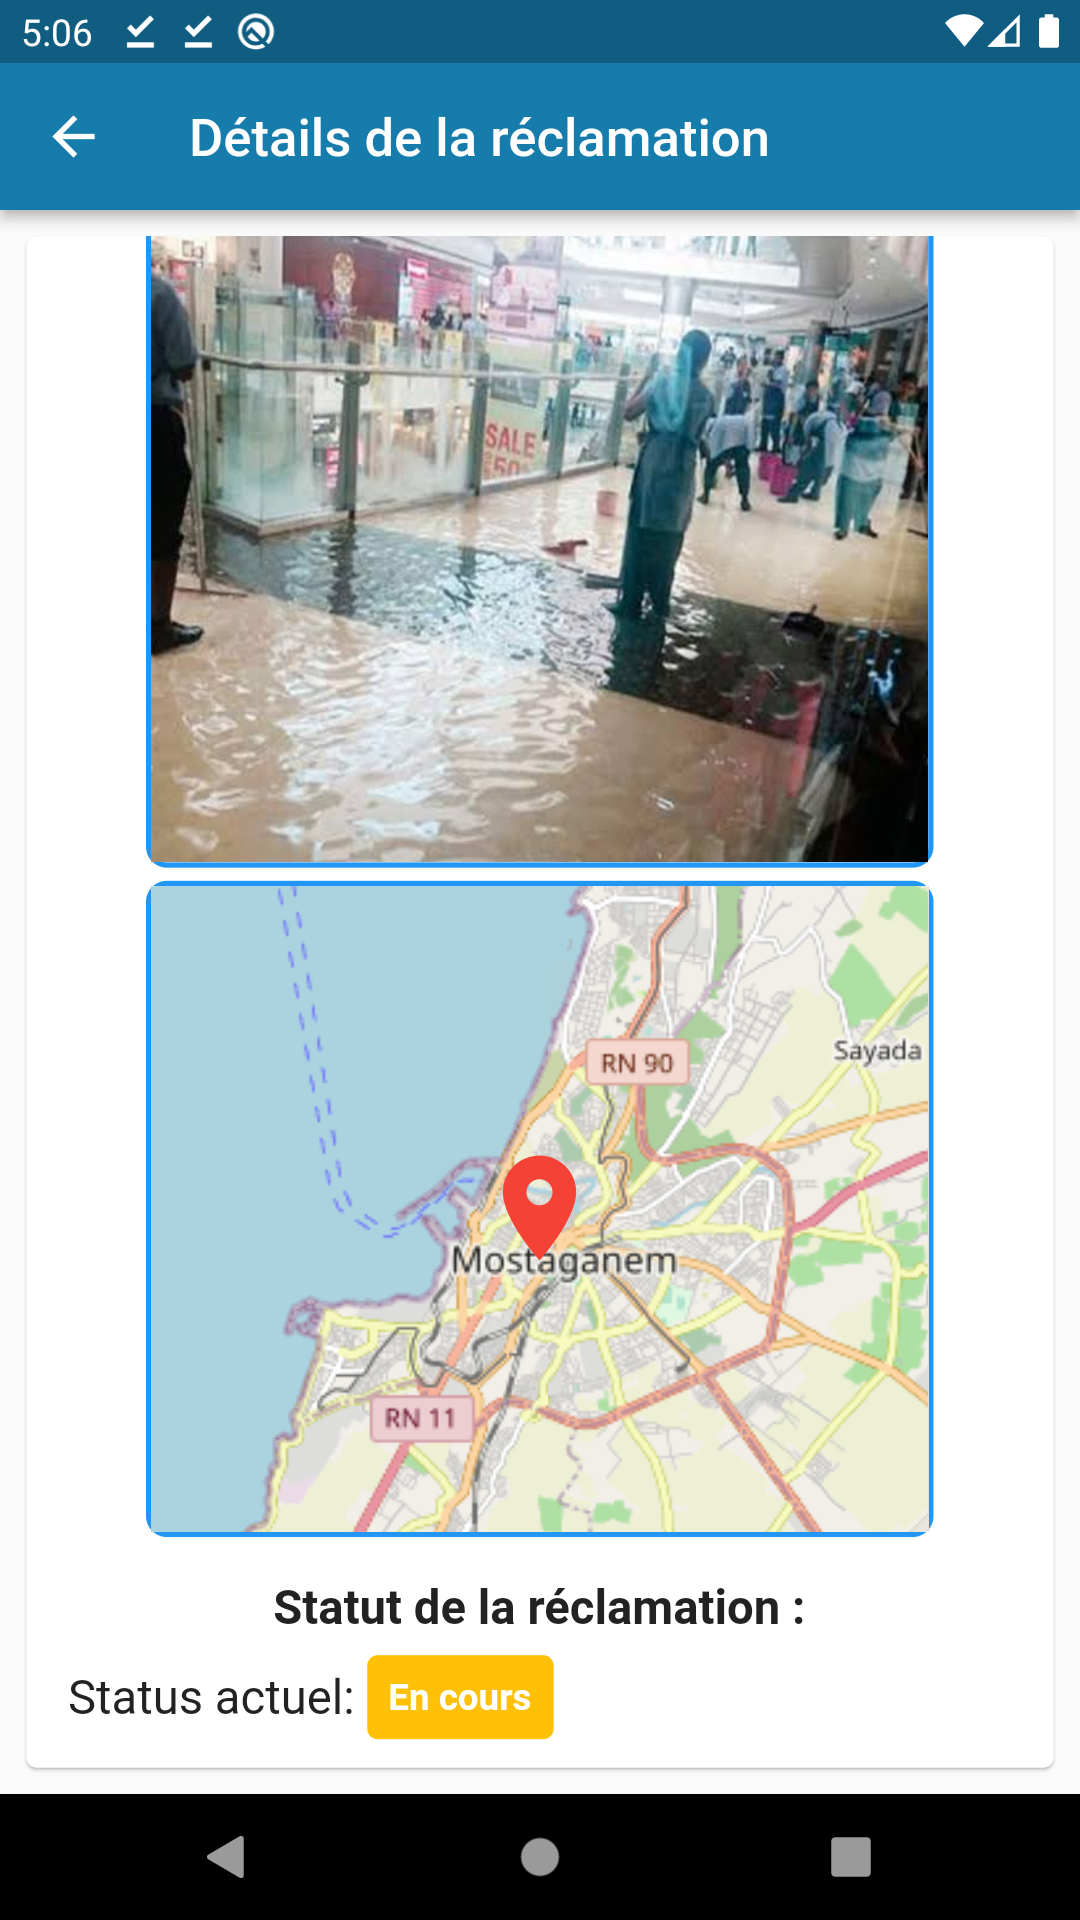 5:06
Détails de la réclamation
SALE
50
Sayada
RN 90
Mostaganem
RN 11
Statut de la réclamation :
Status actuel: En cours